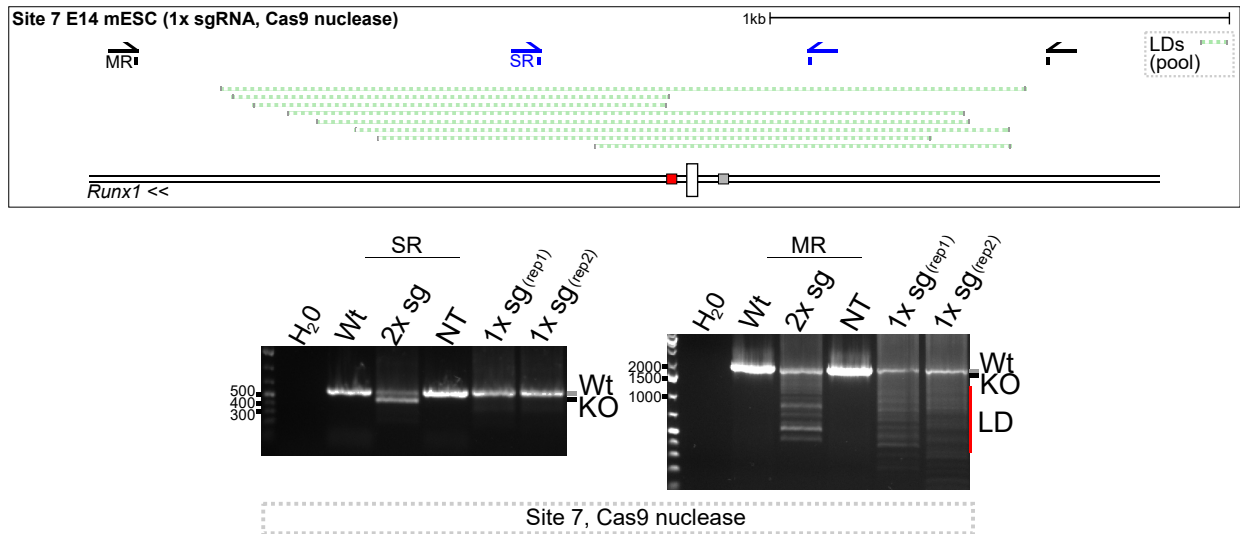 Site 7 E14 mESC (1x sgRNA, Cas9 nuclease)
1kb
MR
SR
LDs
(pool)
Runx1 <<
SR
H20 Wt 2x sg NT 1x sg(rep1) 1x sg(rep2)
500
400
300
Wt
KO
MR
H20 Wt 2x sg NT 1x sg(rep1) 1x sg(rep2)
2000
1500
1000
Wt
KO
LD
Site 7, Cas9 nuclease